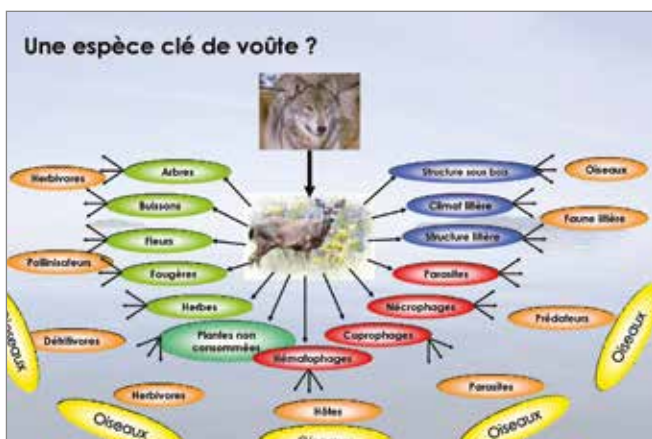 Une espèce clé de voûte ?
Arbres
Structure sous bois
Oiseaux
Herbivores
Buissons
Climat litière
Faune litière
Fleurs
Structure litière
Pollinisateurs
Fougères
Parasites
Herbes
Nécrophages
Prédateurs
Oiseaux
Détritivores
Plantes non
consommées
Coprophages
Oiseaux
Hématophages
Herbivores
Parasites
Oiseaux
Hôtes
Oiseaux
Oiseaux